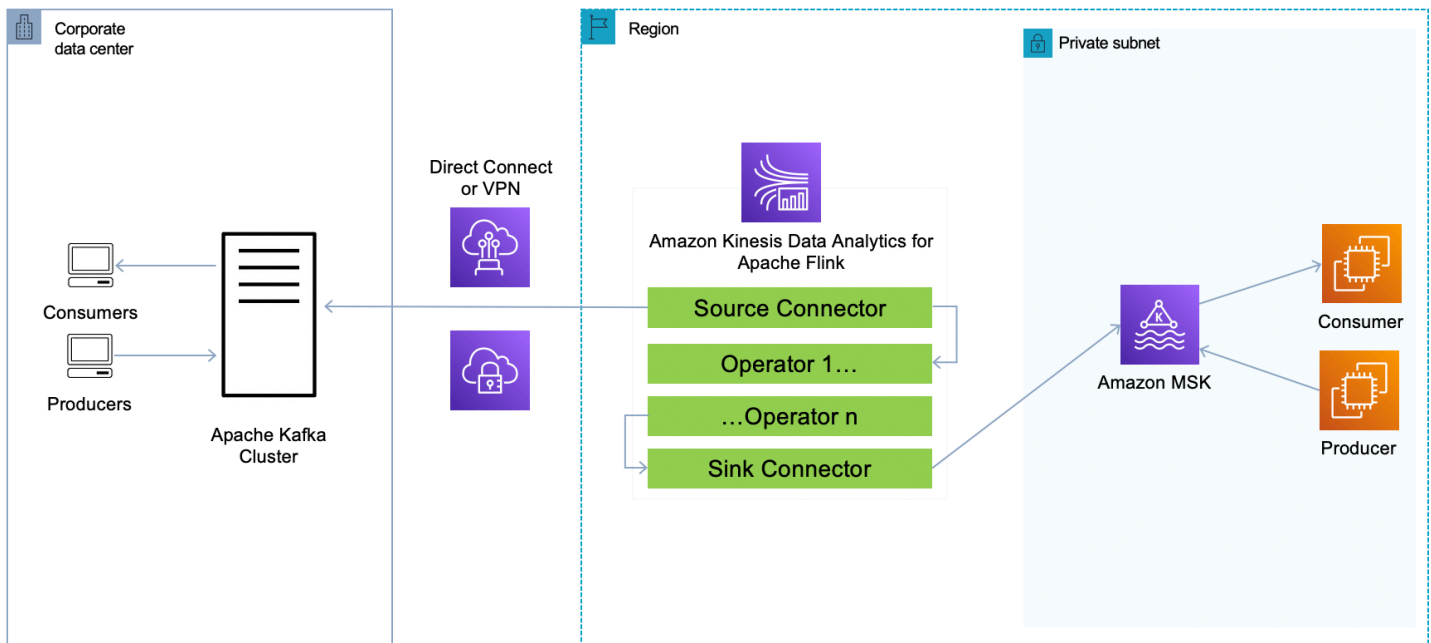 Corporate
data center
Region
Private subnet
Direct Connect
or VPN
Amazon Kinesis Data Analytics for
Apache Flink
Source Connector
Operator 1...
...Operator n
Sink Connector
Consumers
Producers
Apache Kafka
Cluster
K
Amazon MSK
Consumer
Producer